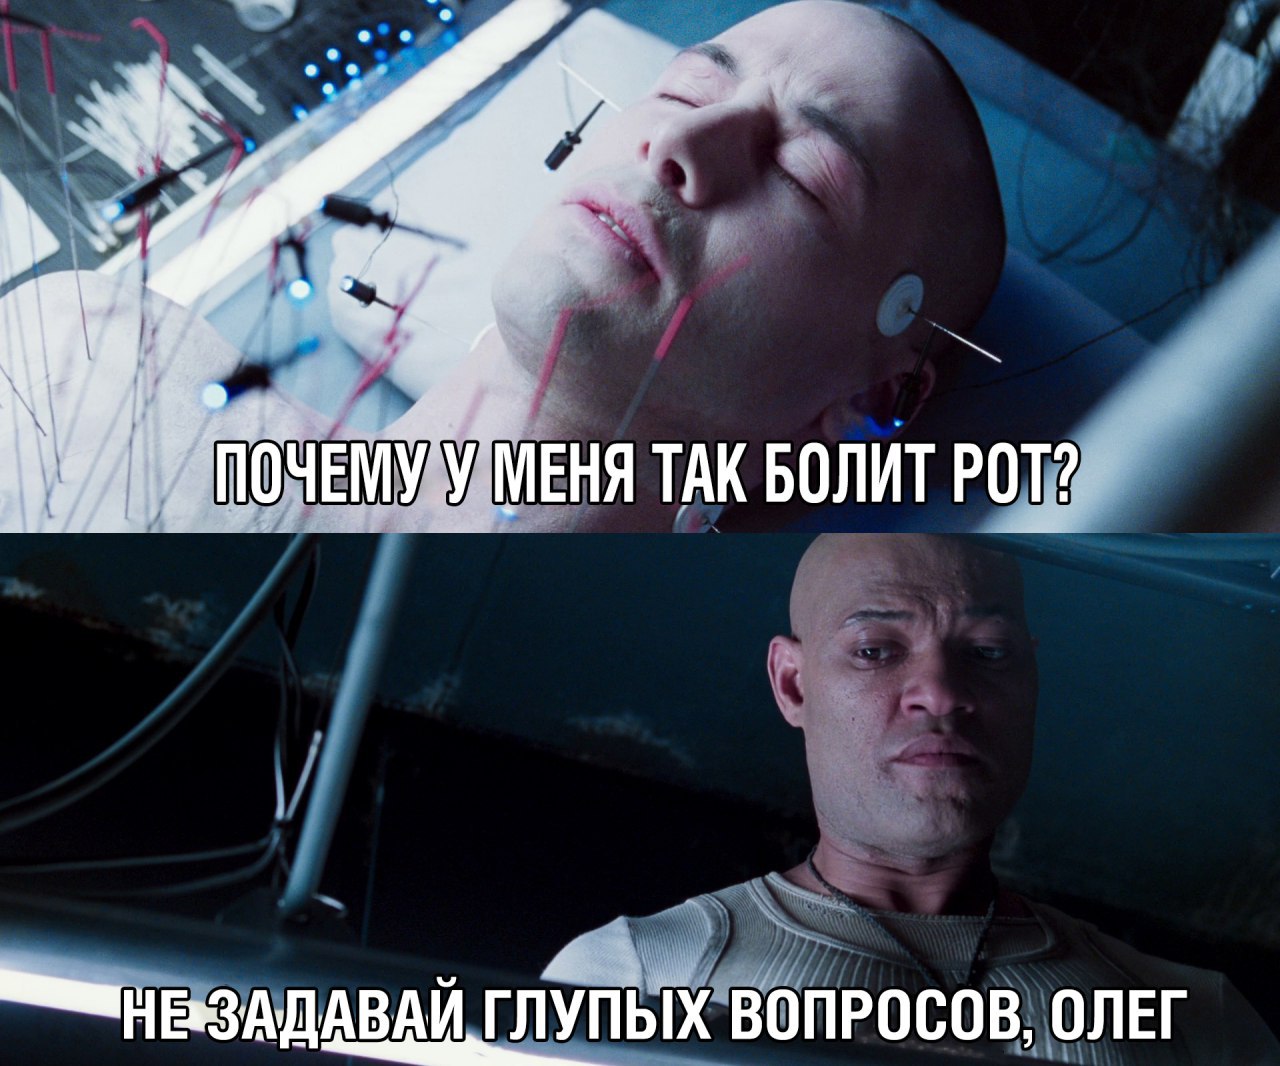 ПОЧЕМУ У МЕНЯ ТАК БОЛИТ РОТ?
НЕ ЗАДАВАЙ ГЛУПЫХ ВОПРОСОВ, ОЛЕГ